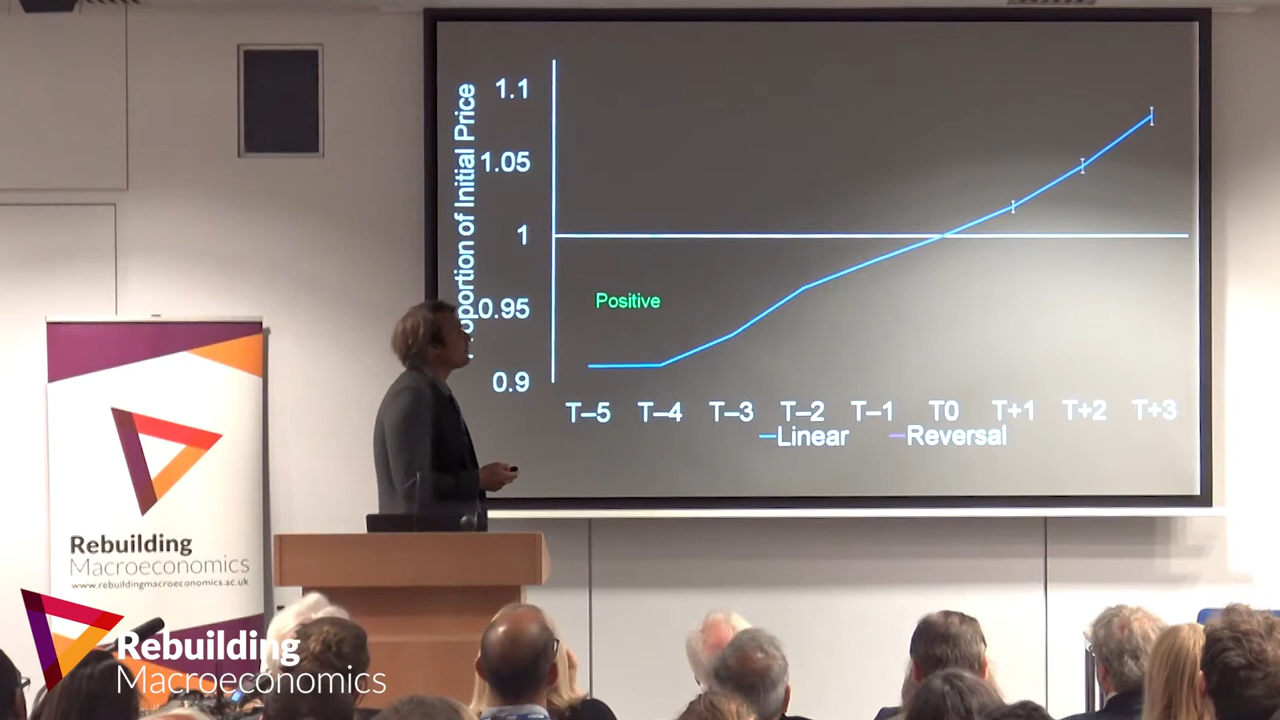 1.1
1.05
1
0.95
0.9
oportion of Initial Price
Positive
T–5 T–4 T–3 T–2 T–1 T0 T+1 T+2 T+3
Linear Reversal
Rebuilding
Macroeconomics
www.rebuildingmacroeconomics.ac.uk
Rebuilding
Macroeconomics